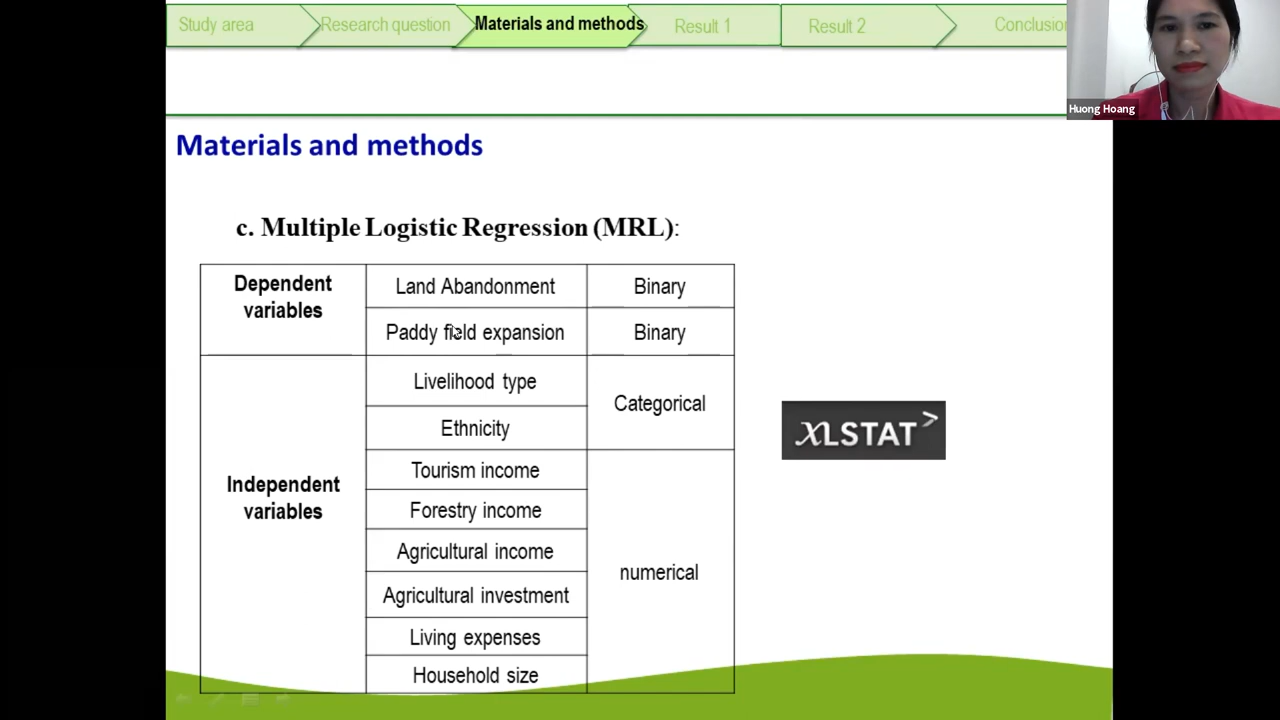 Study area
Research question
Materials and methods
Result 1
Result 2
Conclusion
Huong Hoang
Materials and methods
c. Multiple Logistic Regression (MRL):
Dependent
variables
Land Abandonment
Binary
Paddy field expansion
Binary
Independent
variables
Livelihood type
Categorical
Ethnicity
Tourism income
numerical
Forestry income
Agricultural income
Agricultural investment
Living expenses
Household size
XLSTAT